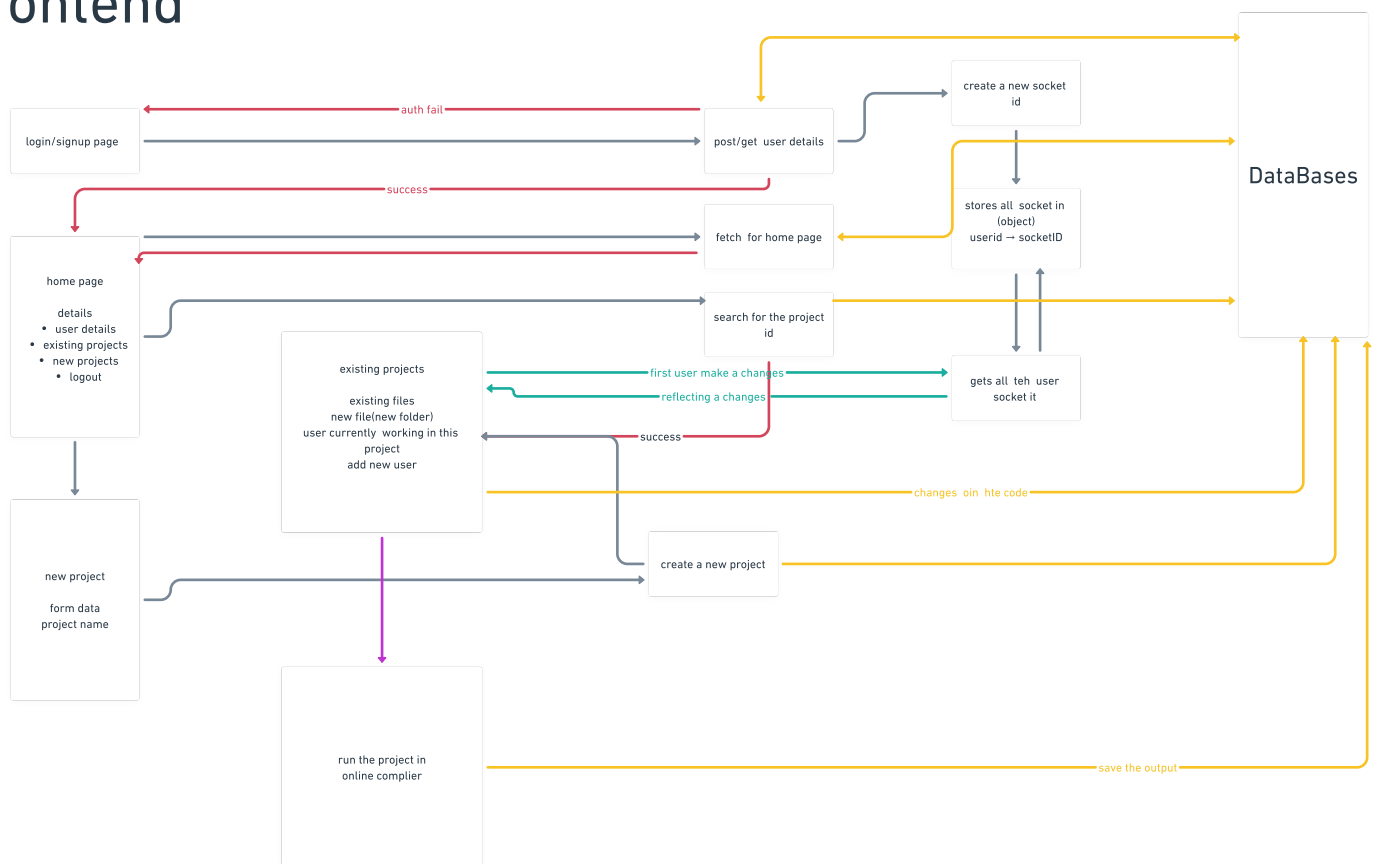 ontend
create a new socket
id
auth fail
login/signup page
post/get user details
DataBases
success
stores all socket in
(object)
userid → socketID
fetch for home page
home page
details
• user details
• existing projects
• new projects
• logout
search for the project
id
existing projects
existing files
new file(new folder)
user currently working in this
project
add new user
first user make a changes
reflecting a changes
gets all teh user
socket it
success
changes oin hte code
create a new project
new project
form data
project name
run the project in
online complier
save the output